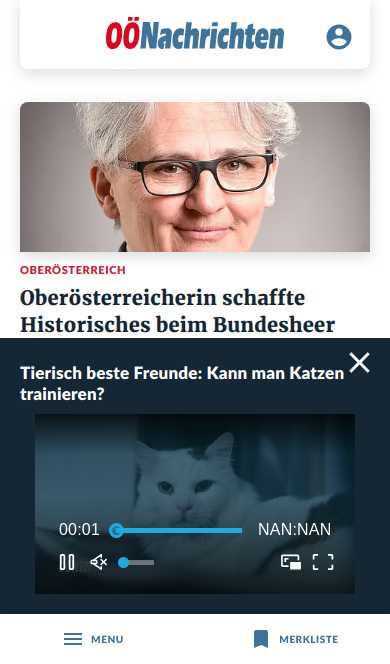 OÖNachrichten
OBERÖSTERREICH
Oberösterreicherin schaffte
Historisches beim Bundesheer
Tierisch beste Freunde: Kann man Katzen
trainieren?
00:01
NAN:NAN
MENU
MERKLISTE